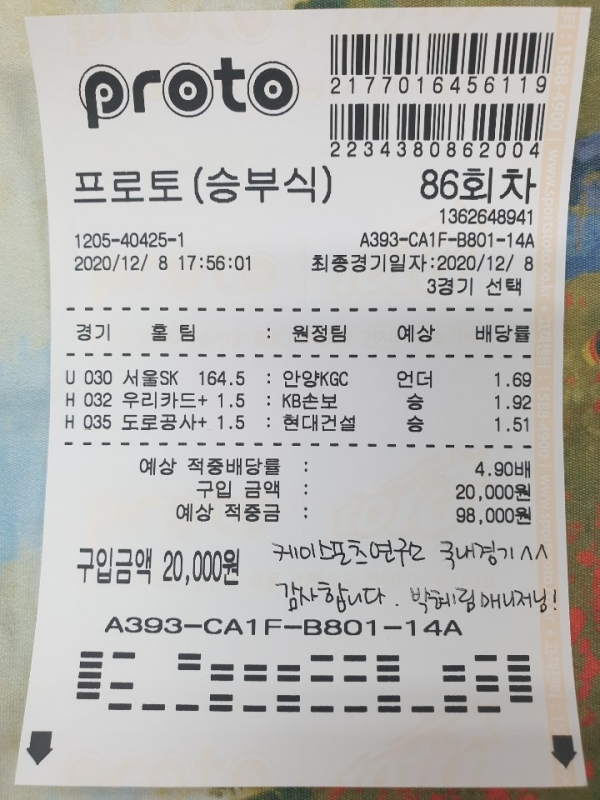 proto
21770164561​19
2234380862004
프로토(승부식) 86회차
1362648941
1205-40425-1 A393-CA1F-B801-14A
2020/12/ 8 17:56:01 최종경기일자:2020/12/ 8
3경기 선택
경기 홈 팀 : 원정팀 예상 배당률
U 030 서울SK 164.5 : 안양KGC 언더 1.69
H 032 우리카드+ 1.5 : KB손보 승 1.92
H 035 도로공사+ 1.5 : 현대건설 승 1.51
예상 적중배당률 : 4.90배
구입 금액 : 20,000원
예상 적중금 : 98,000원
구입금액 20,000원
케이스포츠연구소 국내경기^^
감사합니다. 박혜림매니저님!
A393-CA1F-B801-14A